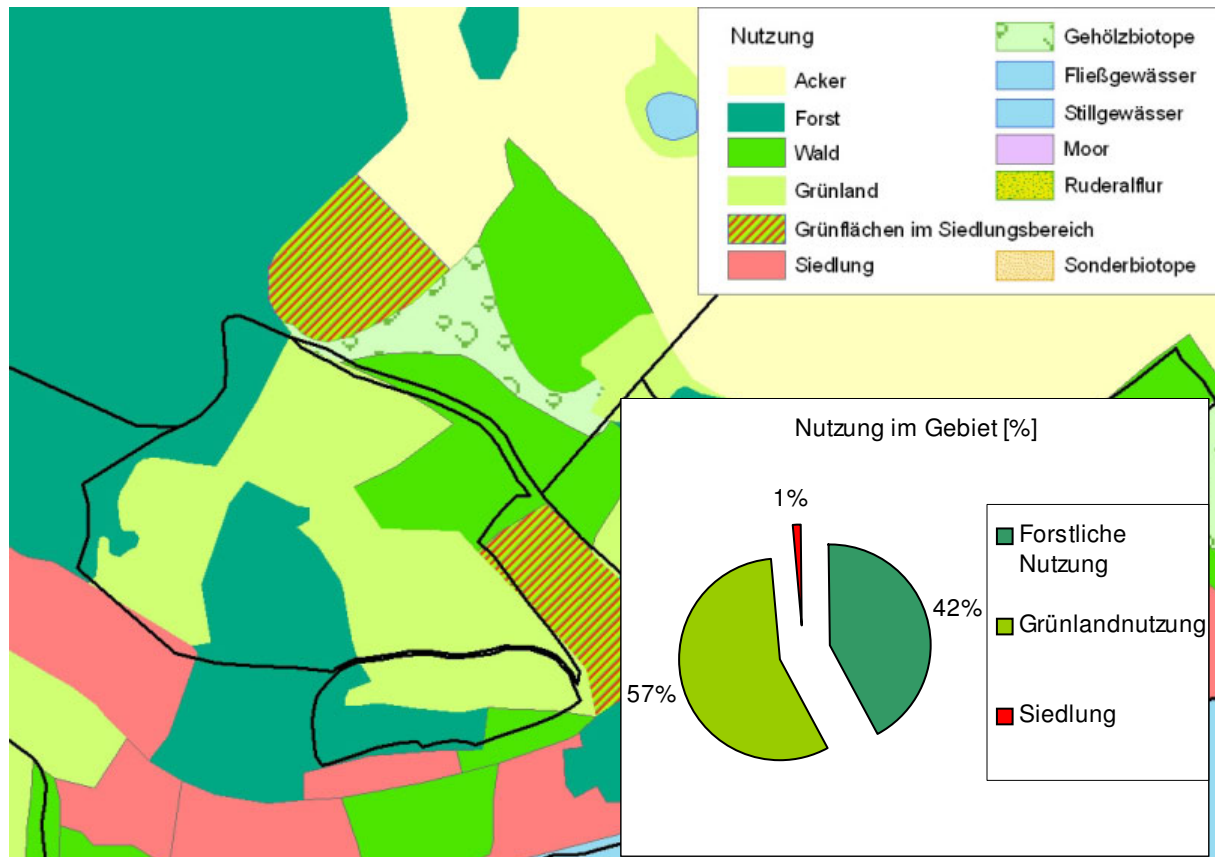 Nutzung
Acker
Forst
Wald
Grünland
Grünflächen im Siedlungsbereich
Siedlung
Gehölzbiotope
Fließgewässer
Stillgewässer
Moor
Ruderalflur
Sonderbiotope
Nutzung im Gebiet [%]
1%
42%
57%
Forstliche
Nutzung
Grünlandnutzung
Siedlung